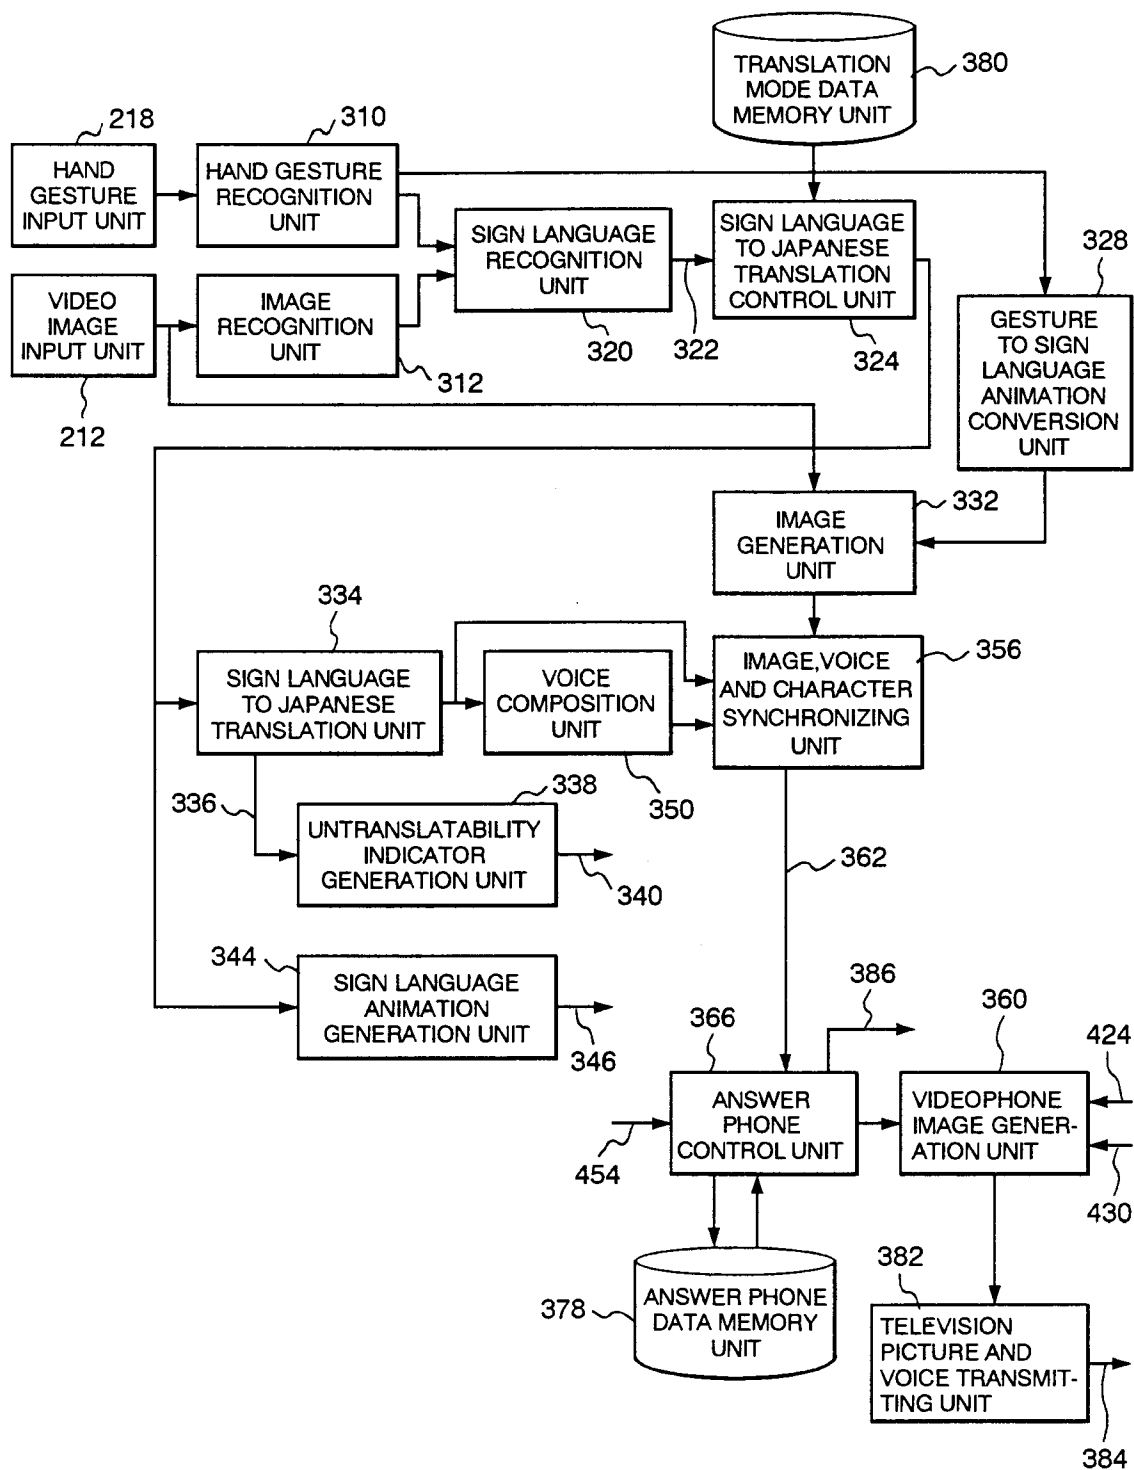 TRANSLATION
MODE DATA
MEMORY UNIT
380
218
310
HAND
GESTURE
INPUT UNIT
HAND GESTURE
RECOGNITION
UNIT
SIGN LANGUAGE
RECOGNITION
UNIT
SIGN LANGUAGE
TO JAPANESE
TRANSLATION
CONTROL UNIT
328
VIDEO
IMAGE
INPUT UNIT
IMAGE
RECOGNITION
UNIT
320
322
324
312
212
GESTURE
TO SIGN
LANGUAGE
ANIMATION
CONVERSION
UNIT
332
IMAGE
GENERATION
UNIT
334
SIGN LANGUAGE
TO JAPANESE
TRANSLATION UNIT
VOICE
COMPOSITION
UNIT
IMAGE,VOICE
AND CHARACTER
SYNCHRONIZING
UNIT
356
350
336
338
UNTRANSLATABILITY
INDICATOR
GENERATION UNIT
340
362
344
SIGN LANGUAGE
ANIMATION
GENERATION UNIT
346
386
366
360
424
ANSWER
PHONE
CONTROL UNIT
VIDEOPHONE
IMAGE GENER-
ATION UNIT
454
430
378
ANSWER PHONE
DATA MEMORY
UNIT
382
TELEVISION
PICTURE AND
VOICE TRANSMIT-
TING UNIT
384